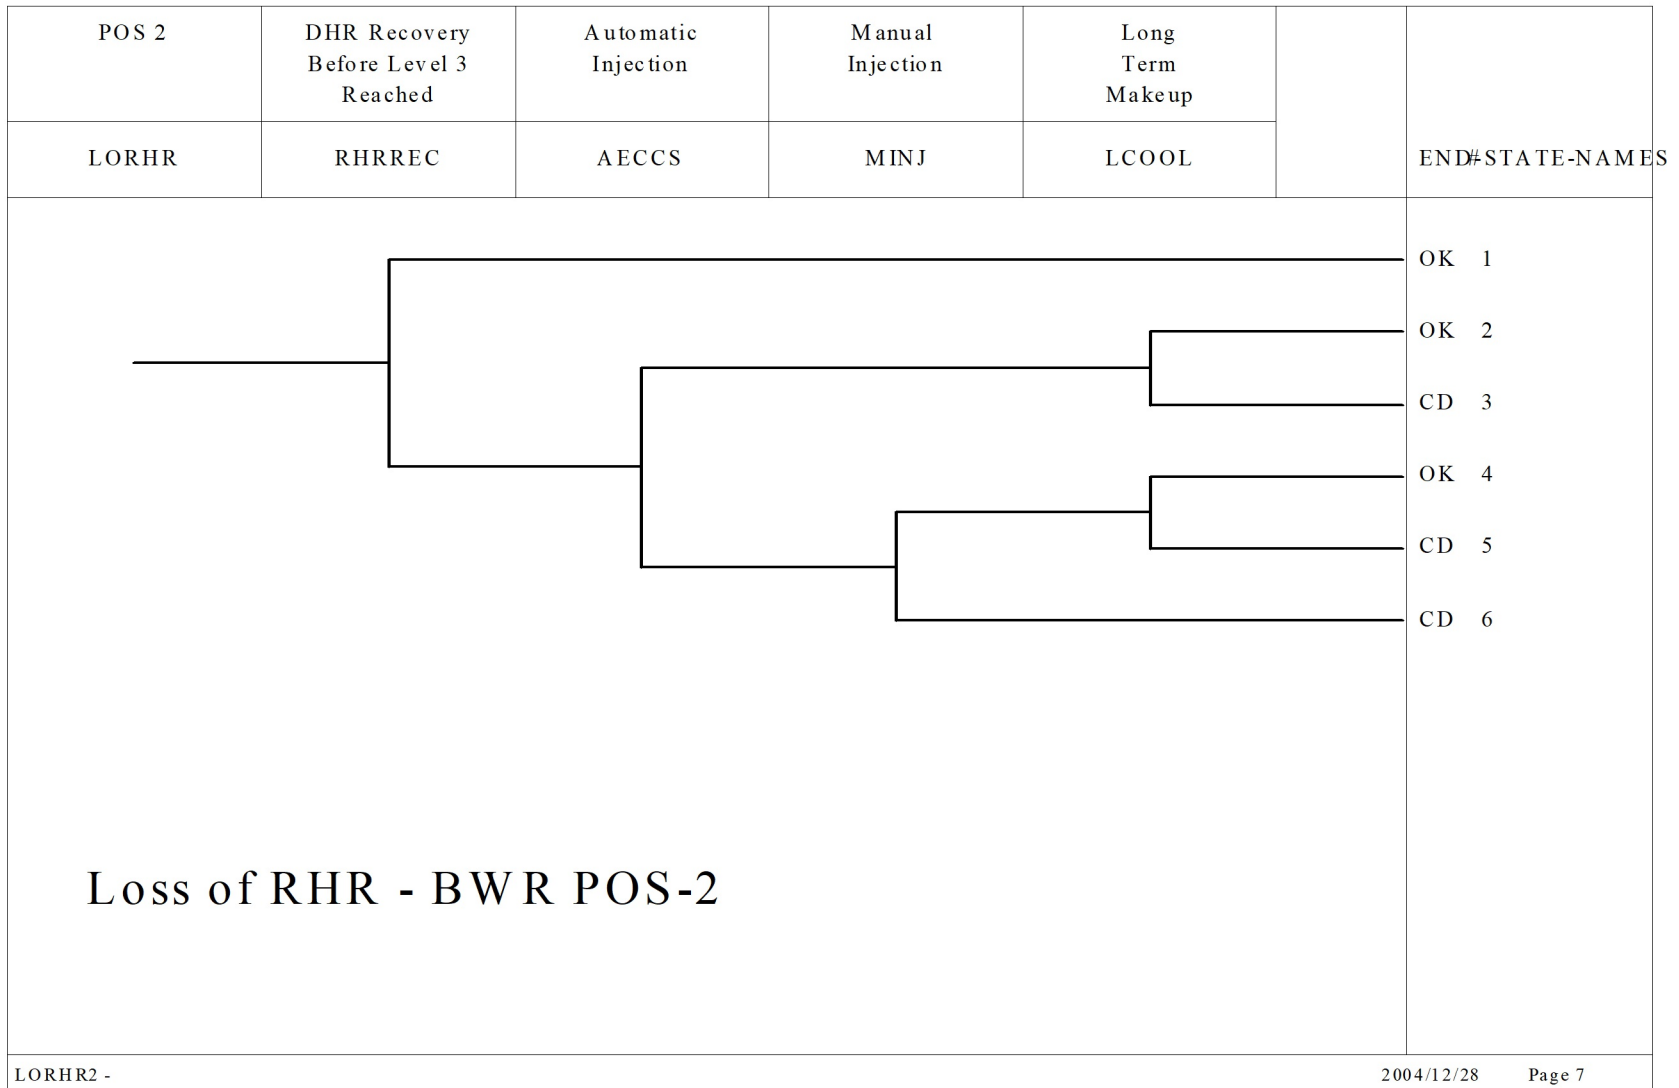 POS 2
DHR Recovery
Before Level 3
Reached
Automatic
Injection
Manual
Injection
Long
Term
Makeup
LORHR
RHRREC
AECCS
MINJ
LCOOL
END#-STATE-NAMES
OK 1
OK 2
CD 3
OK 4
CD 5
CD 6
Loss of RHR - BWR POS-2
LORHR2 -
2004/12/28 Page 7